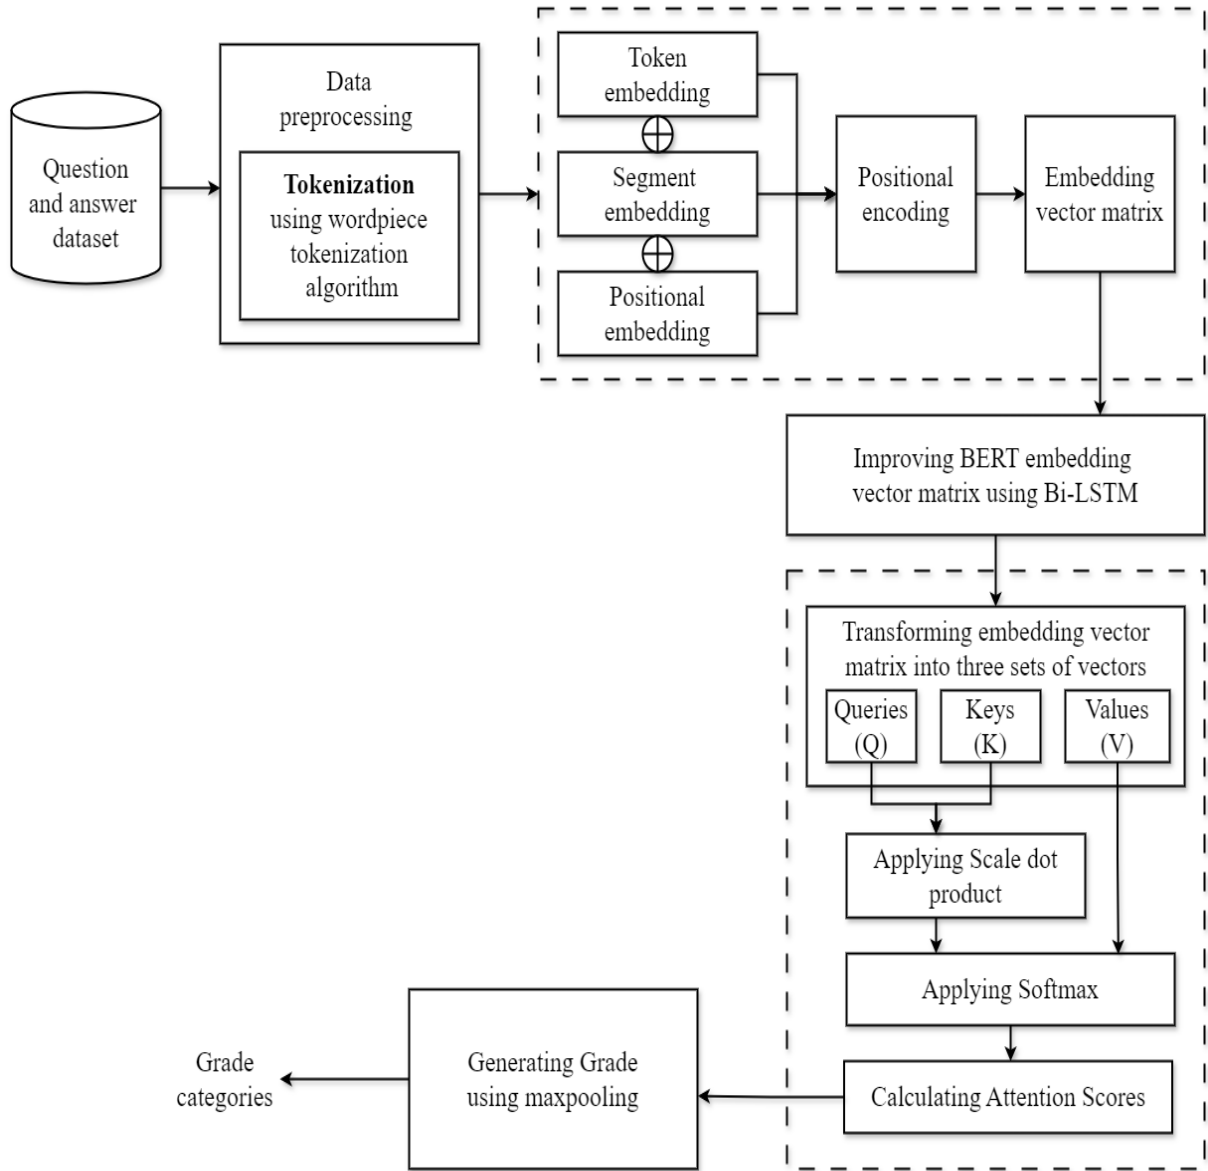 Question
and answer
dataset
Data
preprocessing
Tokenization
using wordpiece
tokenization
algorithm
Token
embedding
Segment
embedding
Positional
embedding
Positional
encoding
Embedding
vector matrix
Improving BERT embedding
vector matrix using Bi-LSTM
Transforming embedding vector
matrix into three sets of vectors
Queries
(Q)
Keys
(K)
Values
(V)
Applying Scale dot
product
Applying Softmax
Calculating Attention Scores
Generating Grade
using maxpooling
Grade
categories